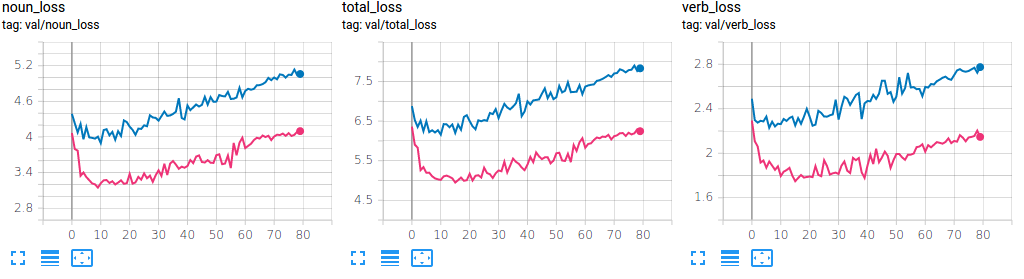 noun_loss
tag: val/noun_loss
5.2
4.6
4
3.4
2.8
0 10 20 30 40 50 60 70 80
total_loss
tag: val/total_loss
7.5
6.5
5.5
4.5
0 10 20 30 40 50 60 70 80
verb_loss
tag: val/verb_loss
2.8
2.4
2
1.6
0 10 20 30 40 50 60 70 80